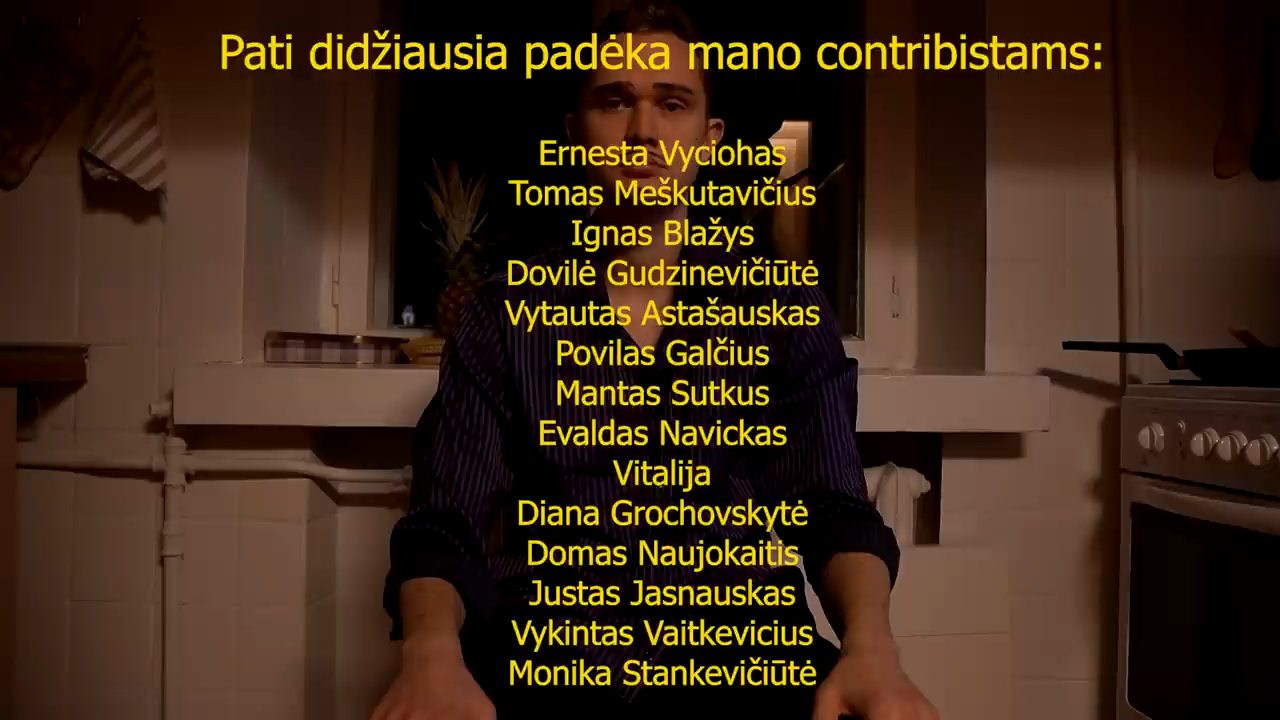 Pati didžiausia padėka mano contribistams:
Ernesta Vyciohas
Tomas Meškutavičius
Ignas Blažys
Dovilė Gudzinevičiūtė
Vytautas Astašauskas
Povilas Galčius
Mantas Sutkus
Evaldas Navickas
Vitalija
Diana Grochovskytė
Domas Naujokaitis
Justas Jasnauskas
Vykintas Vaitkevicius
Monika Stankevičiūtė